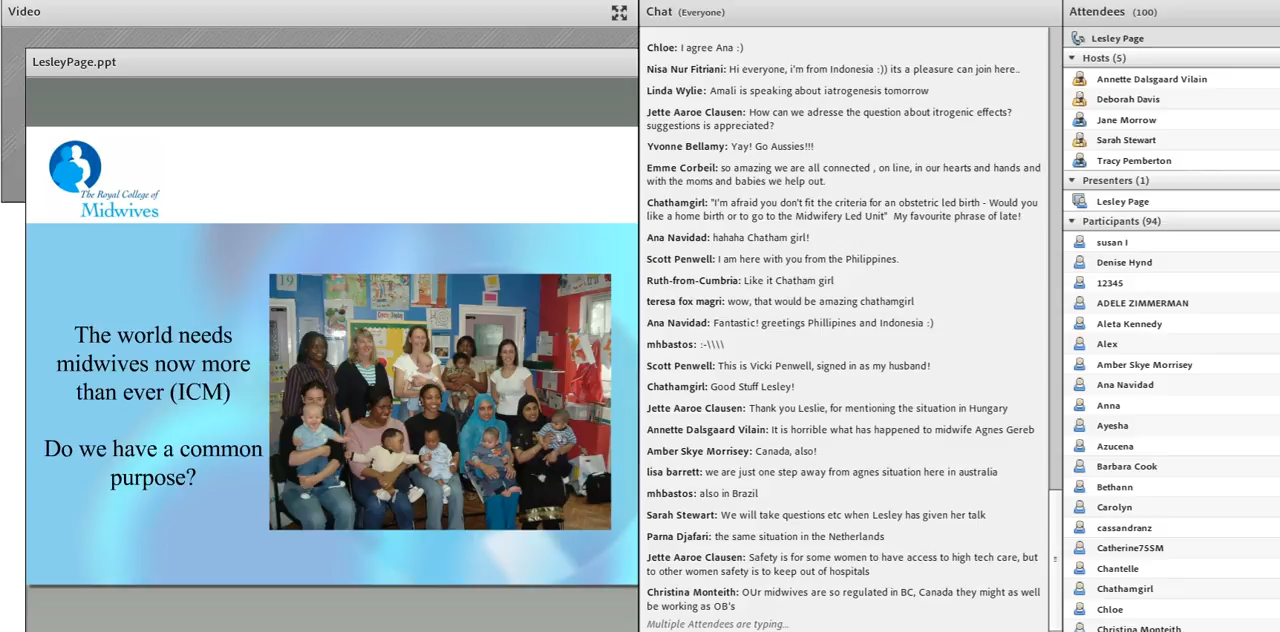 Video
LesleyPage.ppt
The Royal College of
Midwives
The world needs
midwives now more
than ever (ICM)
Do we have a common
purpose?
19
Chat (Everyone)
Chloe: I agree Ana :)
Nisa Nur Fitriani: Hi everyone, i'm from Indonesia :)) its a pleasure can join here..
Linda Wylie: Amali is speaking about iatrogenesis tomorrow
Jette Aaroe Clausen: How can we adresse the question about itrogenic effects?
suggestions is appreciated?
Yvonne Bellamy: Yay! Go Aussies!!!
Emme Corbeil: so amazing we are all connected , on line, in our hearts and hands and
with the moms and babies we help out.
Chathamgirl: "I'm afraid you don't fit the criteria for an obstetric led birth - Would you
like a home birth or to go to the Midwifery Led Unit" My favourite phrase of late!
Ana Navidad: hahaha Chatham girl!
Scott Penwell: I am here with you from the Philippines.
Ruth-from-Cumbria: Like it Chatham girl
teresa fox magri: wow, that would be amazing chathamgirl
Ana Navidad: Fantastic! greetings Phillipines and Indonesia :)
mhbastos: :-\\\\
Scott Penwell: This is Vicki Penwell, signed in as my husband!
Chathamgirl: Good Stuff Lesley!
Jette Aaroe Clausen: Thank you Leslie, for mentioning the situation in Hungary
Annette Dalsgaard Vilain: It is horrible what has happened to midwife Agnes Gereb
Amber Skye Morrisey: Canada, also!
lisa barrett: we are just one step away from agnes situation here in australia
mhbastos: also in Brazil
Sarah Stewart: We will take questions etc when Lesley has given her talk
Parna Djafari: the same situation in the Netherlands
Jette Aaroe Clausen: Safety is for some women to have access to high tech care, but
to other women safety is to keep out of hospitals
Christina Monteith: OUr midwives are so regulated in BC, Canada they might as well
be working as OB's
Multiple Attendees are typing...
Attendees (100)
Lesley Page
Hosts (5)
Annette Dalsgaard Vilain
Deborah Davis
Jane Morrow
Sarah Stewart
Tracy Pemberton
Presenters (1)
Lesley Page
Participants (94)
susan l
Denise Hynd
12345
ADELE ZIMMERMAN
Aleta Kennedy
Alex
Amber Skye Morrisey
Ana Navidad
Anna
Ayesha
Azucena
Barbara Cook
Bethann
Carolyn
cassandranz
Catherine75SM
Chantelle
Chathamgirl
Chloe
Christina Monteith